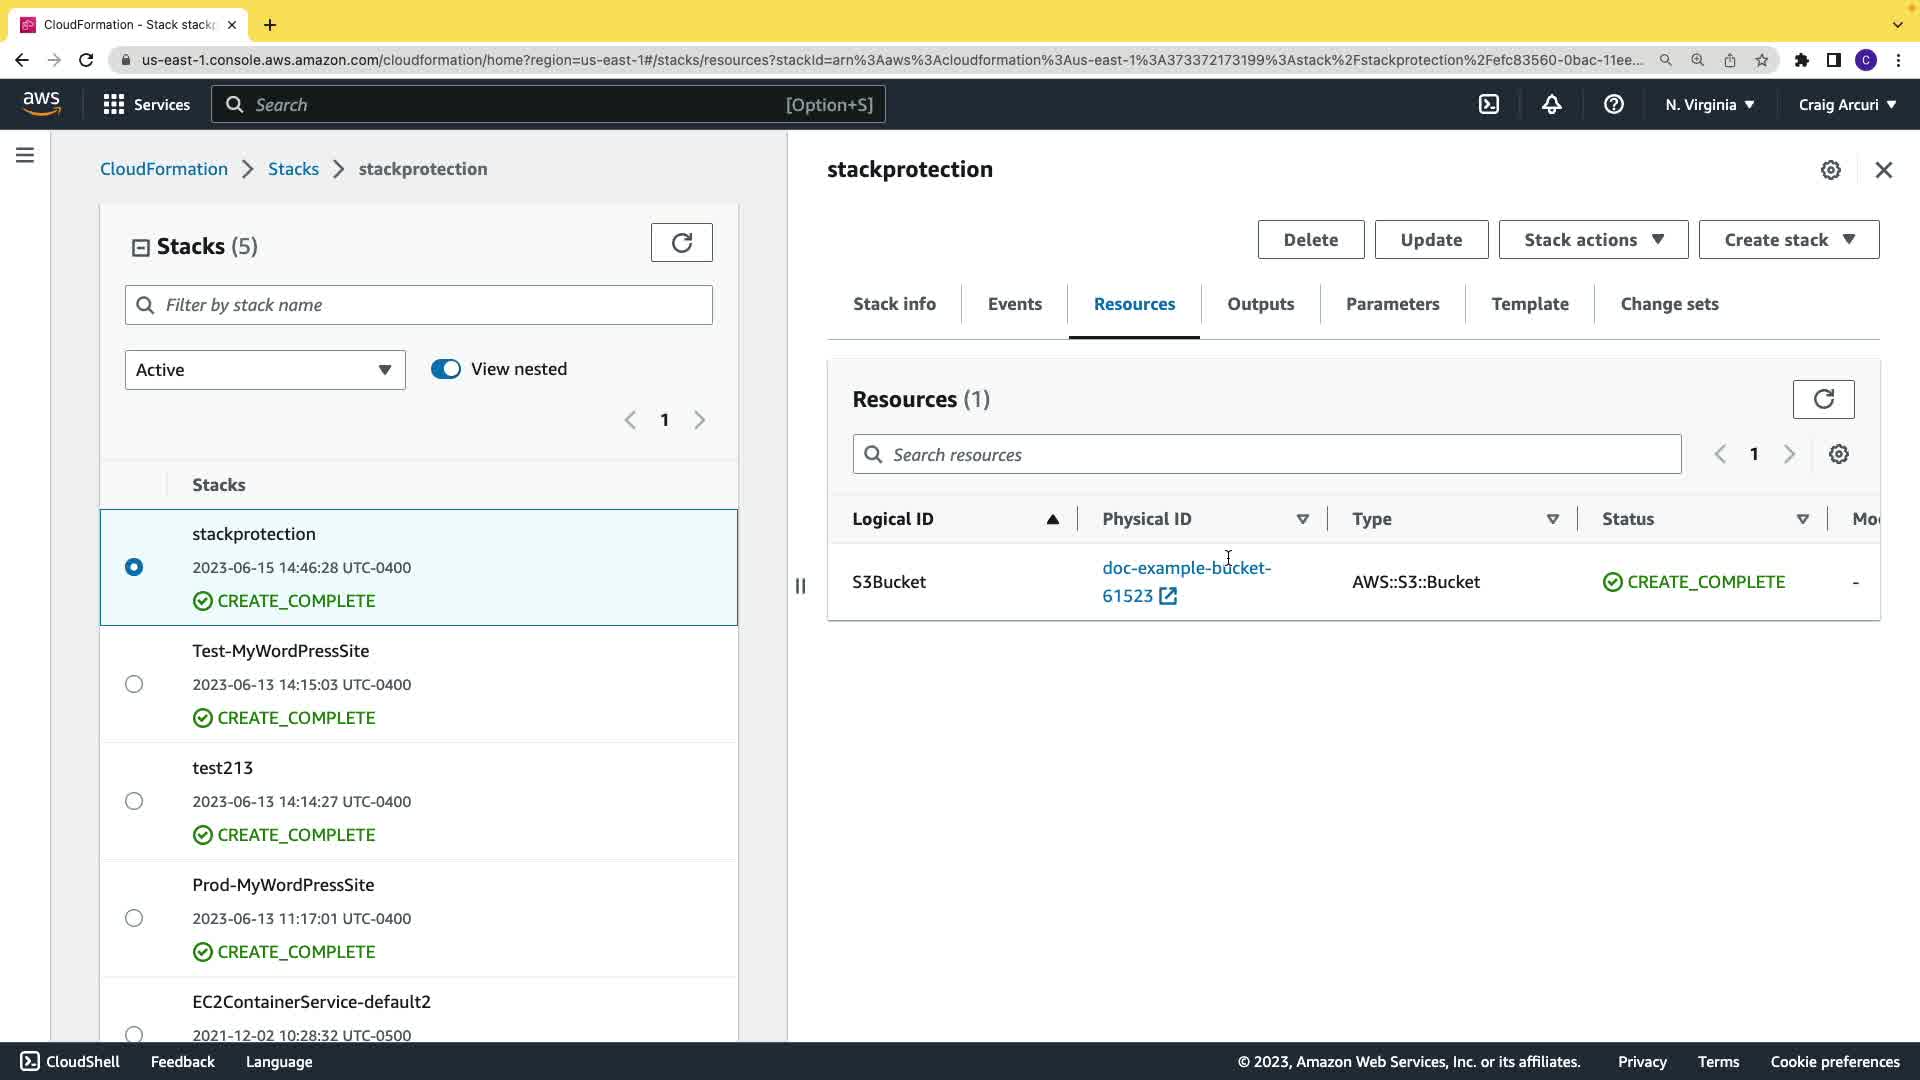 CloudFormation - Stack stackp
us-east-1.console.aws.amazon.com/cloudformation/home?region=us-east-1#/stacks/resources?stackId=arn%3Aaws%3Acloudformation%3Aus-east-1%3A373372173199%3Astack%2Fstackprotection%2Fefc83560-0bac-11ee...
C
aws
Services
Search
[Option+S]
N. Virginia
Craig Arcuri
CloudFormation
Stacks
stackprotection
Stacks (5)
Filter by stack name
Active
View nested
1
Stacks
stackprotection
2023-06-15 14:46:28 UTC-0400
CREATE_COMPLETE
Test-MyWordPressSite
2023-06-13 14:15:03 UTC-0400
CREATE_COMPLETE
test213
2023-06-13 14:14:27 UTC-0400
CREATE_COMPLETE
Prod-MyWordPressSite
2023-06-13 11:17:01 UTC-0400
CREATE_COMPLETE
EC2ContainerService-default2
2021-12-02 10:28:32 UTC-0500
stackprotection
Delete
Update
Stack actions
Create stack
Stack info
Events
Resources
Outputs
Parameters
Template
Change sets
Resources (1)
Search resources
1
Logical ID
Physical ID
Type
Status
Mo
S3Bucket
doc-example-bucket-
61523
AWS::S3::Bucket
CREATE_COMPLETE
-
CloudShell
Feedback
Language
© 2023, Amazon Web Services, Inc. or its affiliates.
Privacy
Terms
Cookie preferences